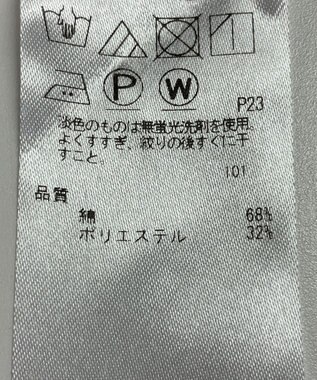 P W
P23
淡色のものは無蛍光洗剤を使用。
よくすすぎ、絞りの後すぐに干
すこと。
101
品質
綿 68%
ポリエステル 32%